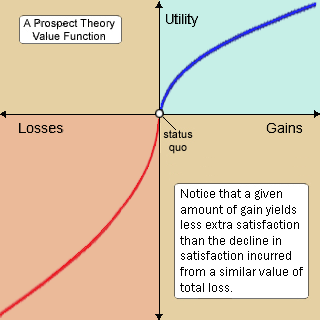 A Prospect Theory
Value Function
Utility
Losses
Gains
status
quo
Notice that a given
amount of gain yields
less extra satisfaction
than the decline in
satisfaction incurred
from a similar value of
total loss.